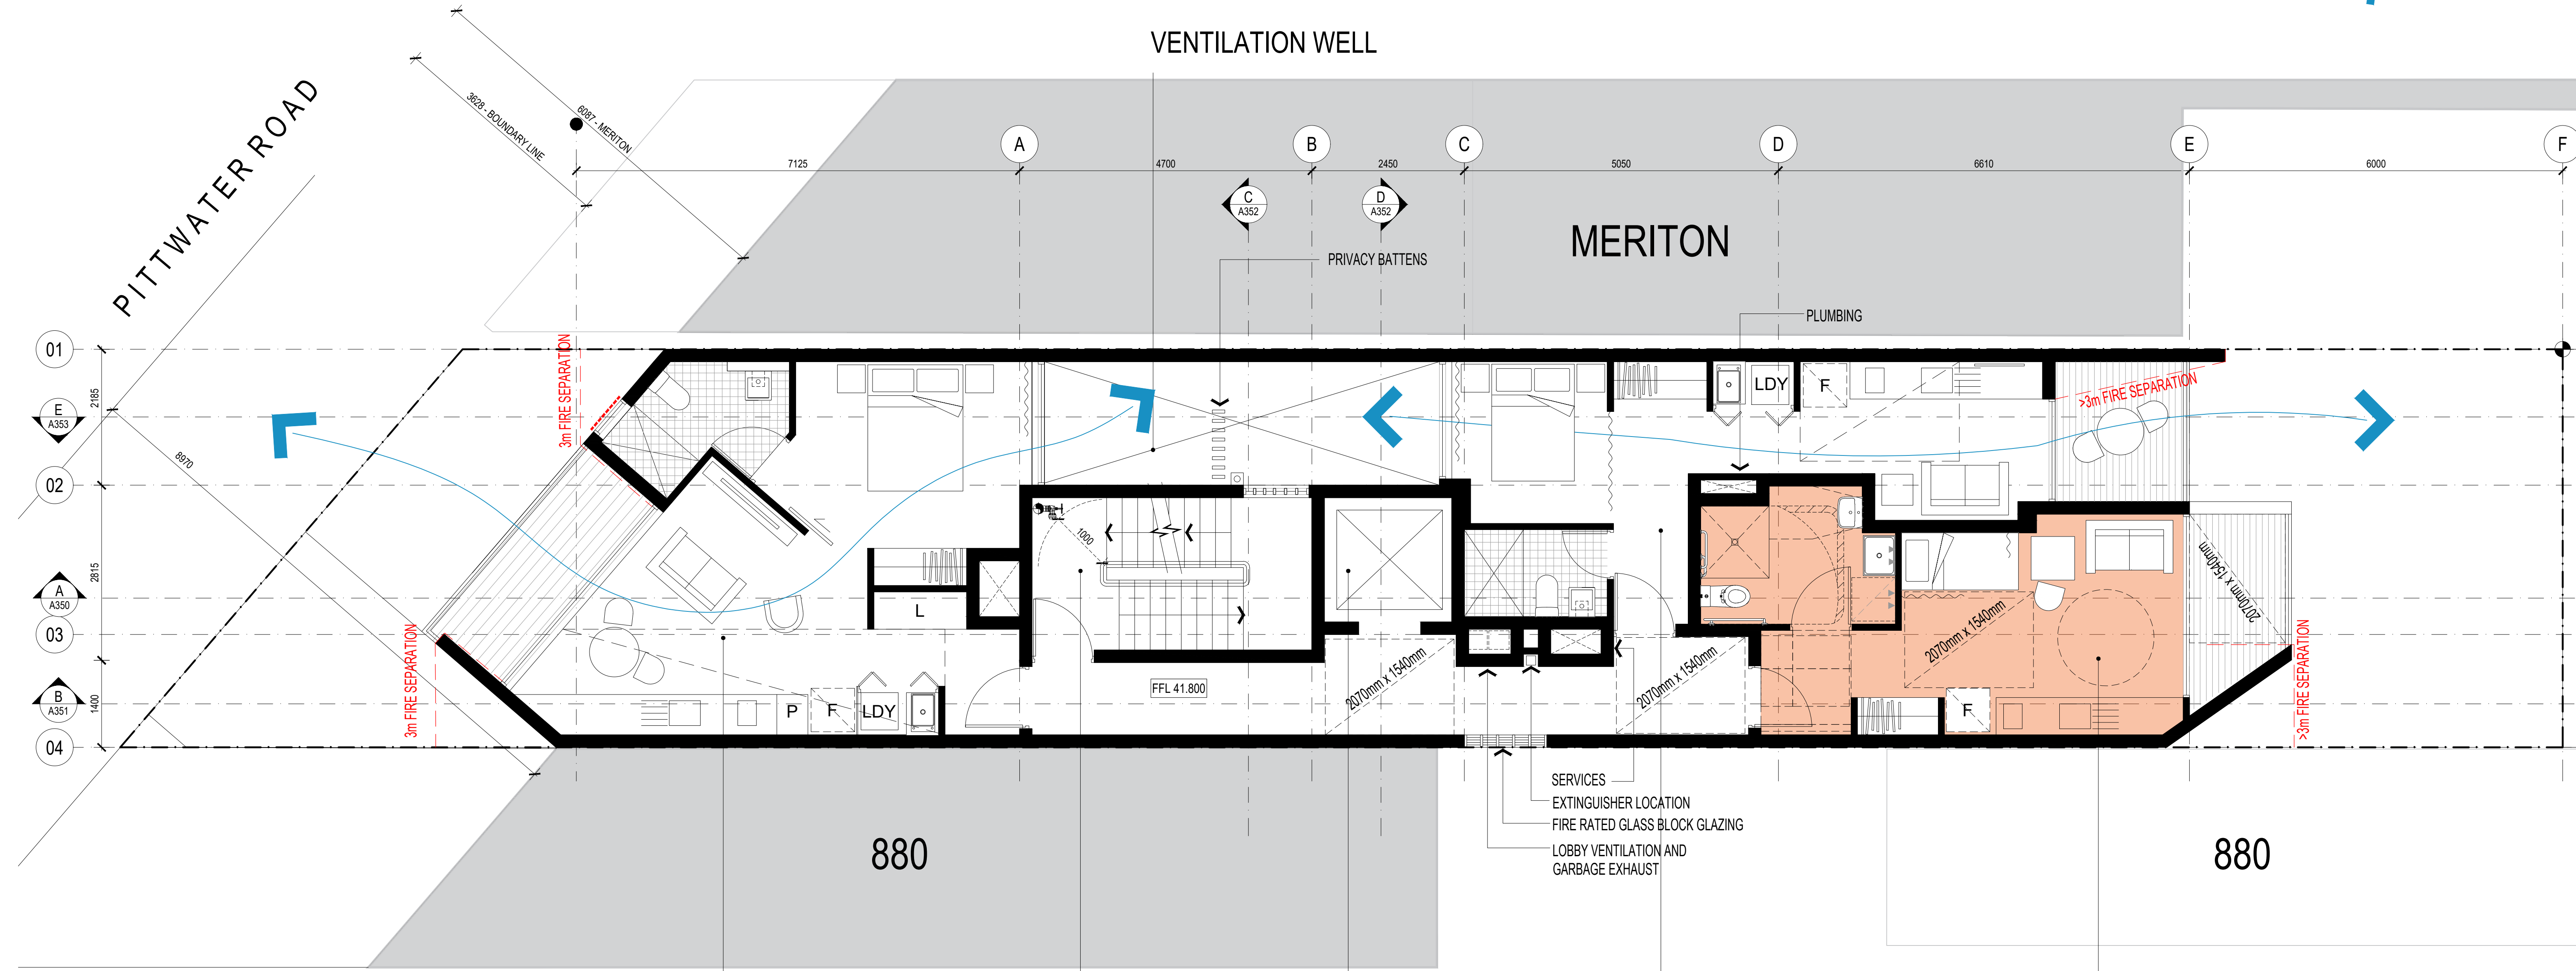 VENTILATION WELL
PITTWATER ROAD
3628 - BOUNDARY LINE
6087 - MERITON
A
B
C
D
E
F
7125
4700
2450
5050
6610
6000
C
A352
D
A352
MERITON
PRIVACY BATTENS
PLUMBING
01
02
03
04
2185
2815
1400
E
A353
A
A350
B
A351
8970
3m FIRE SEPARATION
3m FIRE SEPARATION
>3m FIRE SEPARATION
>3m FIRE SEPARATION
LDY
F
1000
L
P
F
LDY
FFL 41.800
2070mm x 1540mm
2070mm x 1540mm
2070mm x 1540mm
2070mm x 1540mm
F
SERVICES
EXTINGUISHER LOCATION
FIRE RATED GLASS BLOCK GLAZING
LOBBY VENTILATION AND
GARBAGE EXHAUST
880
880